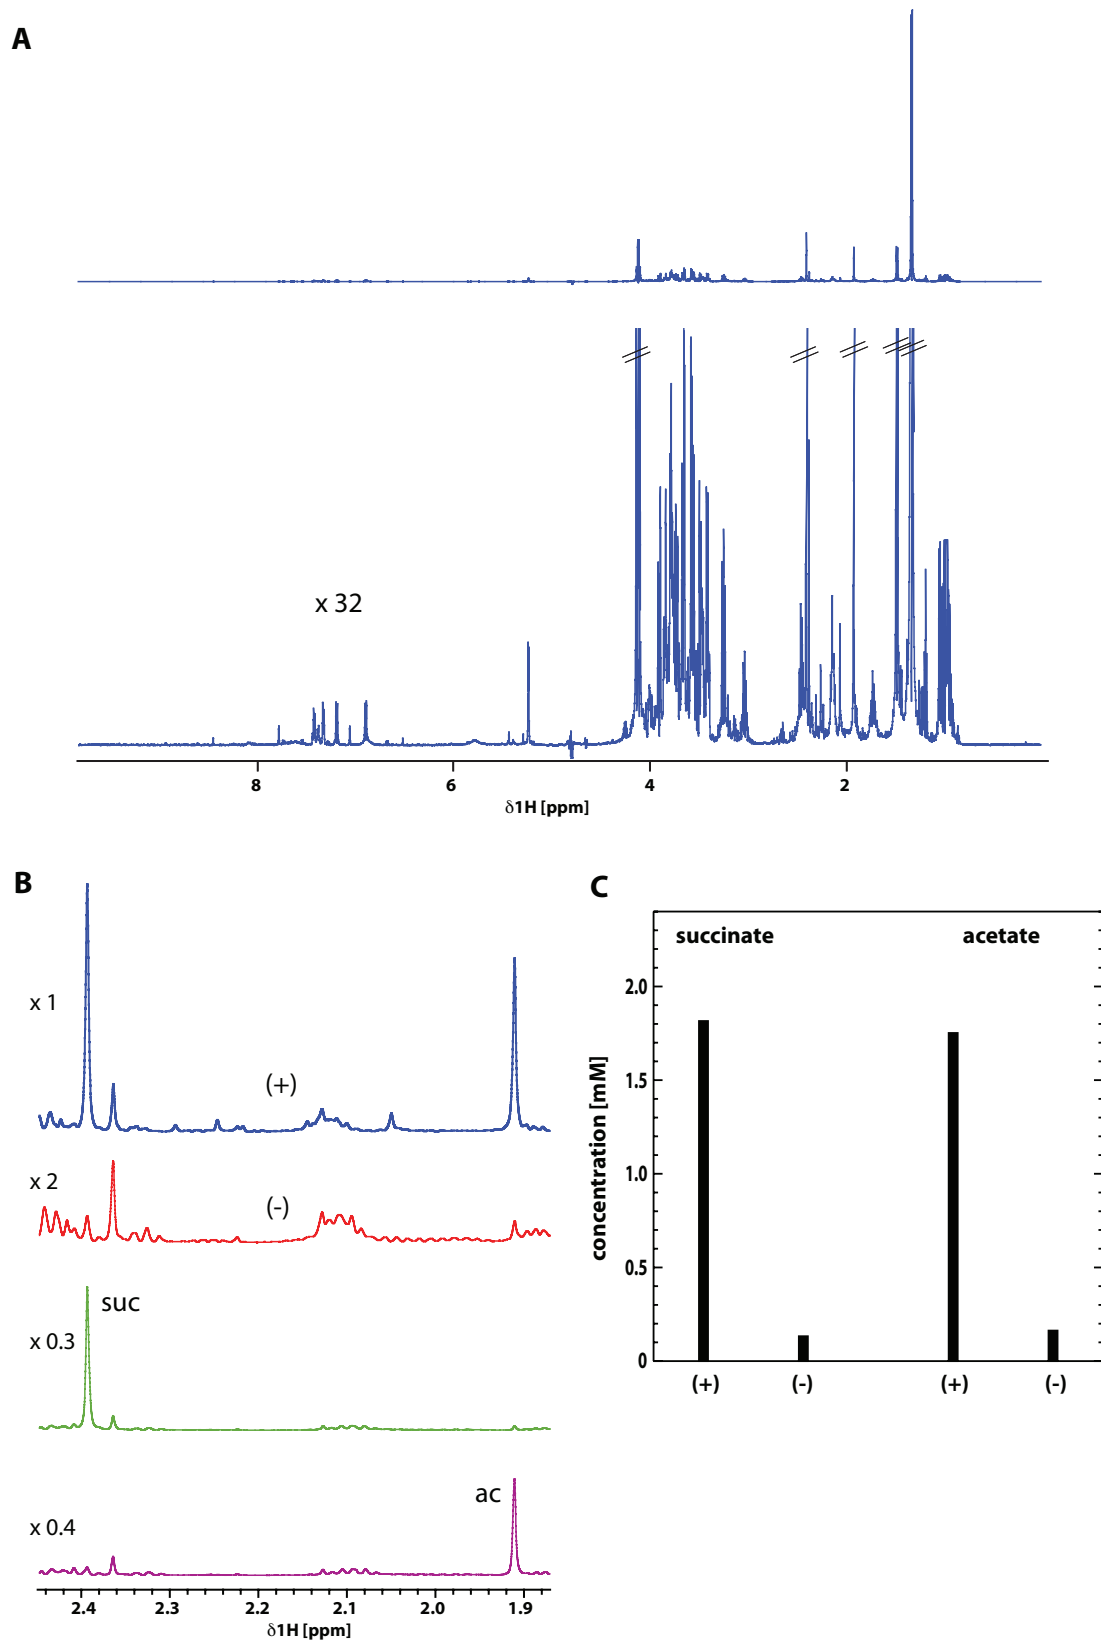 A
x 32
8 6 4 2
δ1H [ppm]
B
x 1
(+)
x 2
(-)
suc
x 0.3
ac
x 0.4
2.4 2.3 2.2 2.1 2.0 1.9
δ1H [ppm]
C
succinate acetate
concentration [mM]
2.0
1.5
1.0
0.5
0
(+) (-) (+) (-)